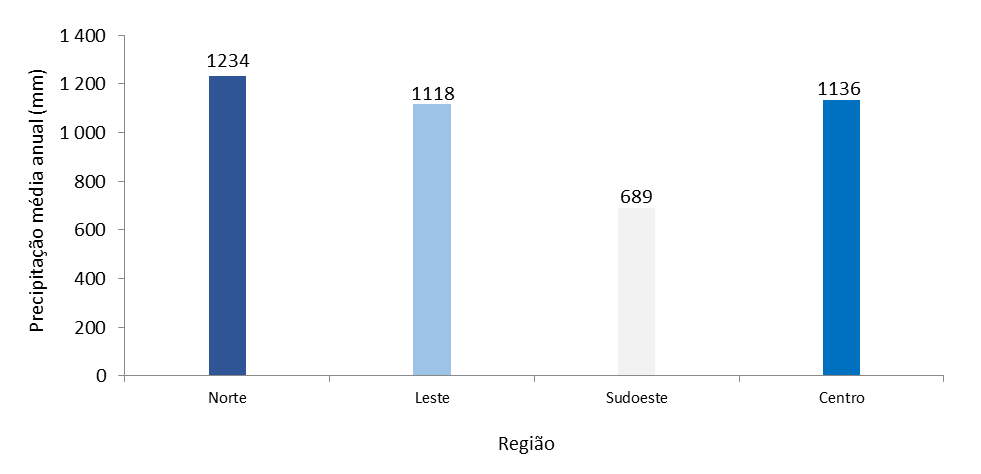 Precipitação média anual (mm)
1 400
1 200
1 000
800
600
400
200
0
1234
1118
689
1136
Norte
Leste
Sudoeste
Centro
Região